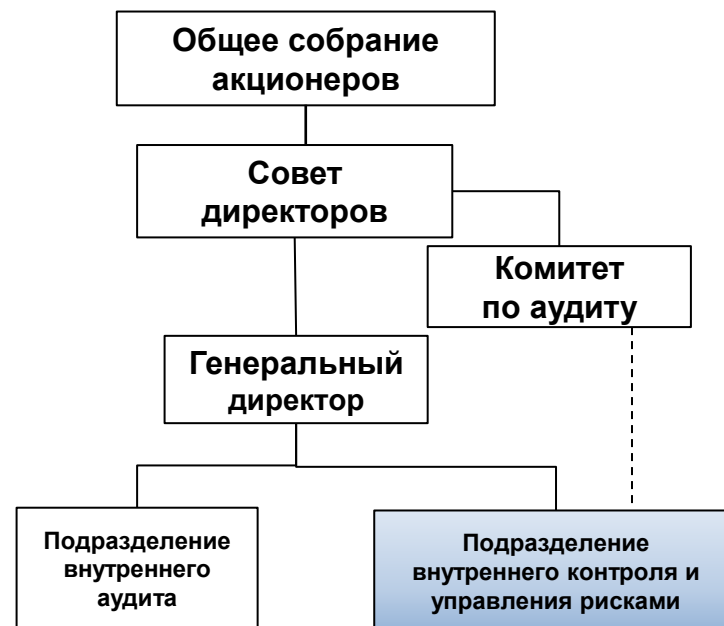 Общее собрание
акционеров
Совет
директоров
Комитет
по аудиту
Генеральный
директор
Подразделение
внутреннего
аудита
Подразделение
внутреннего контроля и
управления рисками